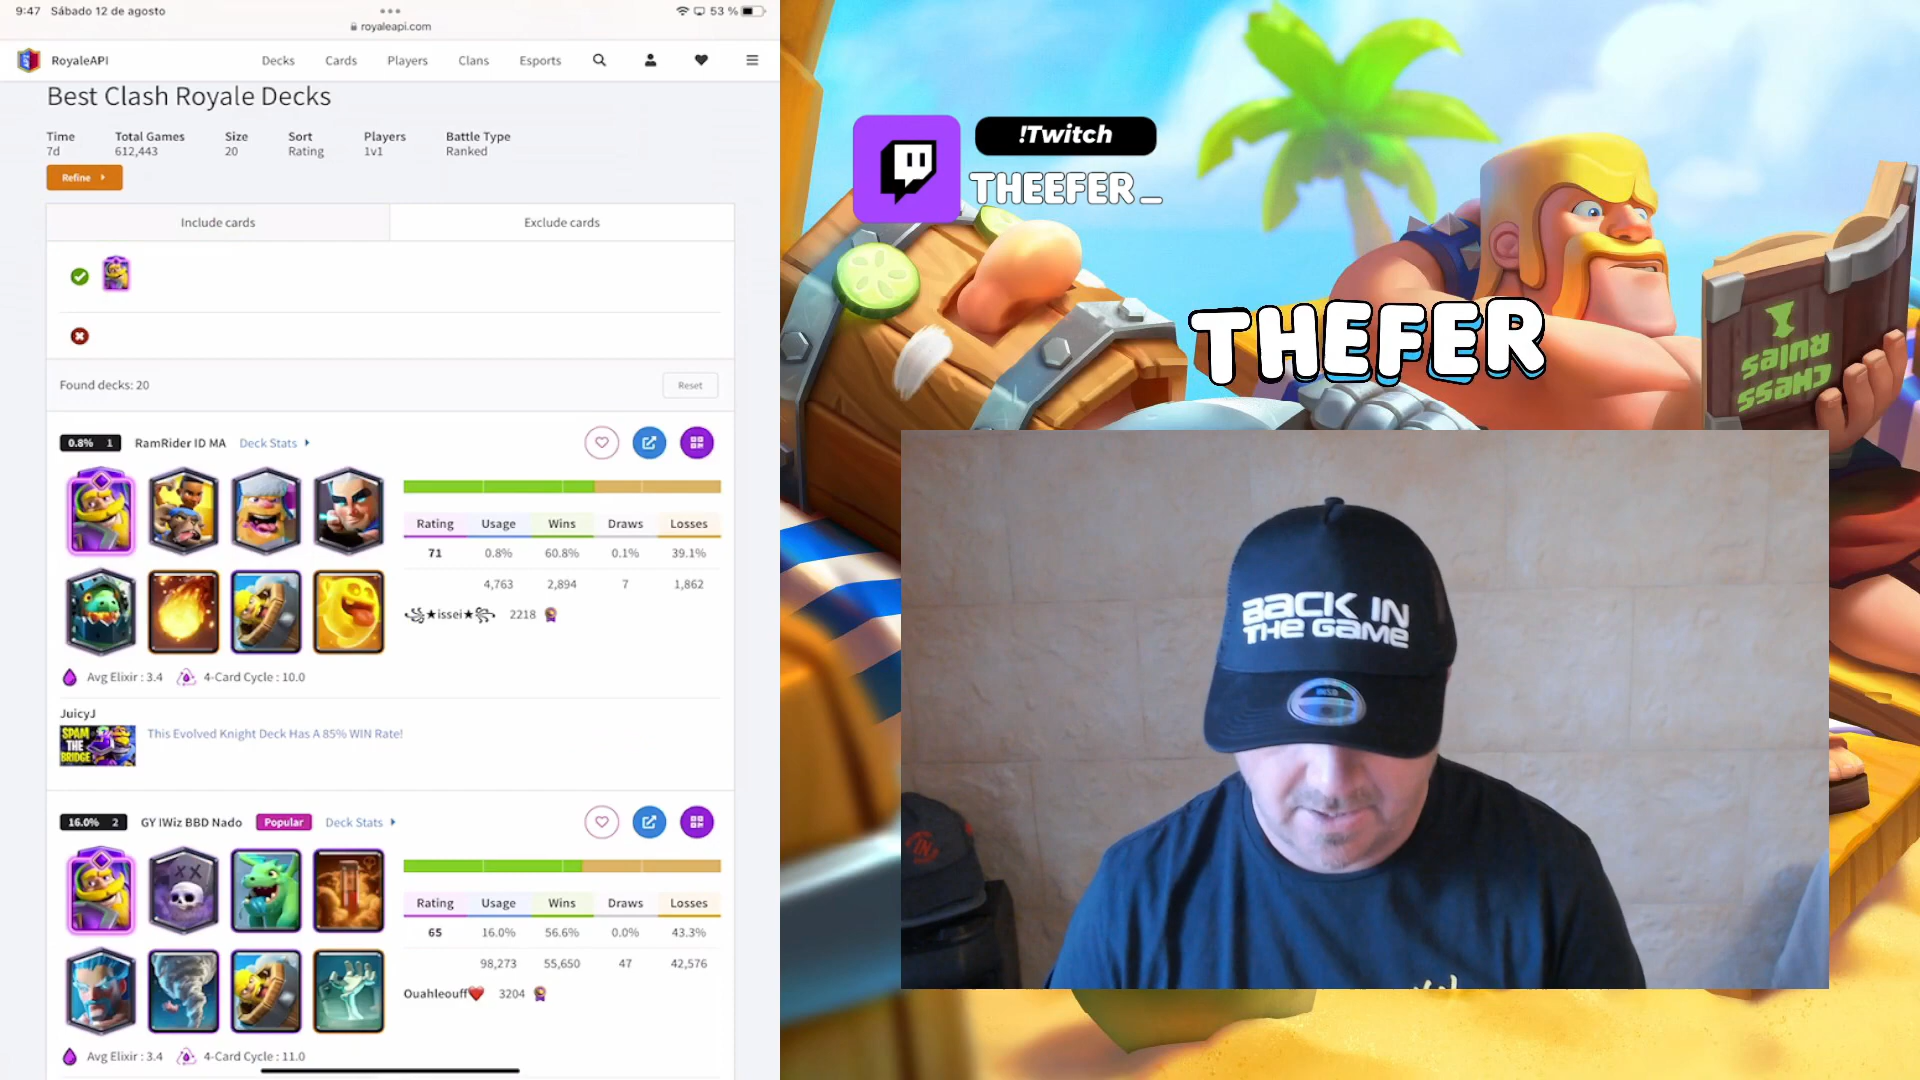 9:47 Sábado 12 de agosto
53 %
royaleapi.com
RoyaleAPI
Decks
Cards
Players
Clans
Esports
Best Clash Royale Decks
Time
Total Games
Size
Sort
Players
Battle Type
7d
612,443
20
Rating
1v1
Ranked
Refine
Include cards
Exclude cards
Found decks: 20
Reset
0.8% 1
RamRider ID MA
Deck Stats
Rating
Usage
Wins
Draws
Losses
71
0.8%
60.8%
0.1%
39.1%
4,763
2,894
7
1,862
꧁★issei★꧂
2218
Avg Elixir : 3.4
4-Card Cycle : 10.0
JuicyJ
SPAM
THE
BRIDGE
This Evolved Knight Deck Has A 85% WIN Rate!
16.0% 2
GY IWiz BBD Nado
Popular
Deck Stats
Rating
Usage
Wins
Draws
Losses
65
16.0%
56.6%
0.0%
43.3%
98,273
55,650
47
42,576
Ouahleouff❤️
3204
Avg Elixir : 3.4
4-Card Cycle : 11.0
!Twitch
THEEFER_
THEFER
CHESS
RULES
BACK IN
THE GAME